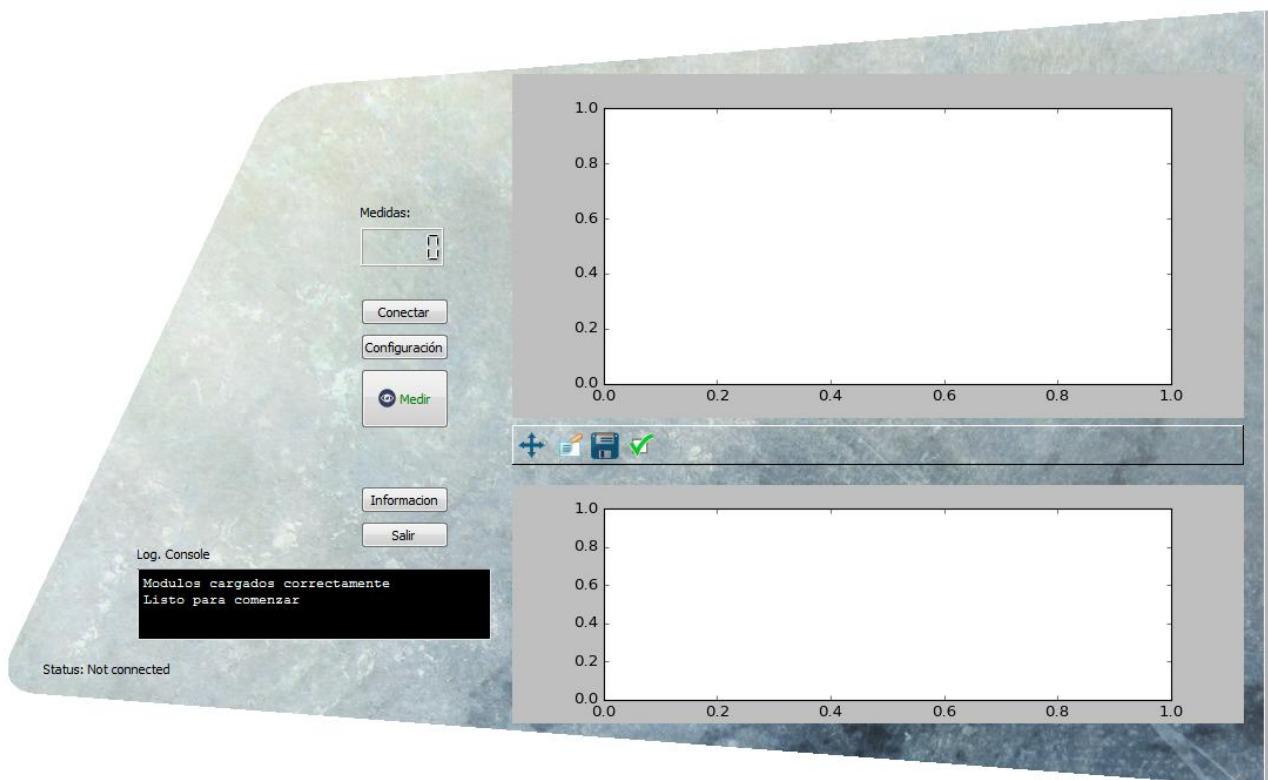 Medidas:
0
Conectar
Configuración
Medir
Informacion
Salir
Log. Console
Modulos cargados correctamente
Listo para comenzar
Status: Not connected
1.0
0.8
0.6
0.4
0.2
0.0
0.0 0.2 0.4 0.6 0.8 1.0
1.0
0.8
0.6
0.4
0.2
0.0
0.0 0.2 0.4 0.6 0.8 1.0